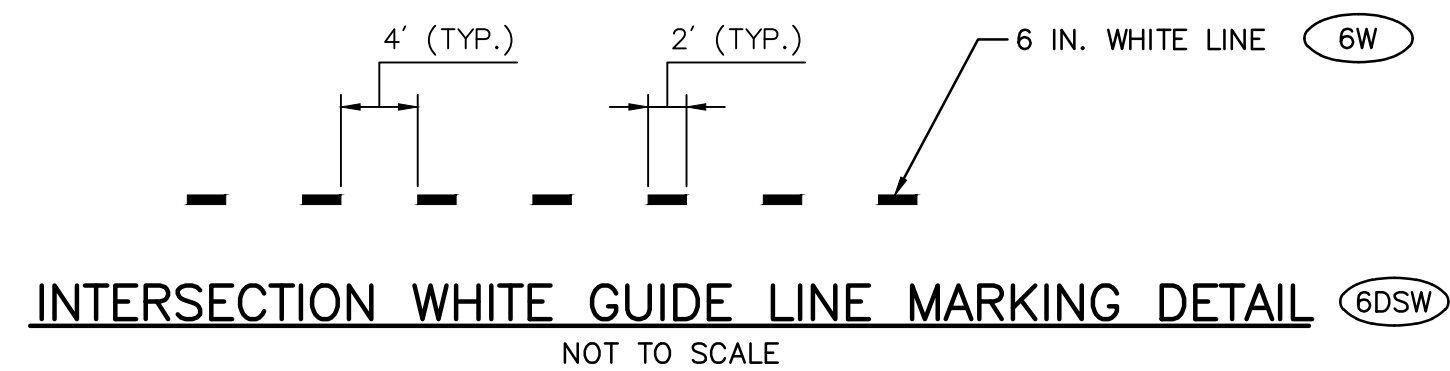 4' (TYP.) 2' (TYP.) 6 IN. WHITE LINE 6W
INTERSECTION WHITE GUIDE LINE MARKING DETAIL 6DSW
NOT TO SCALE